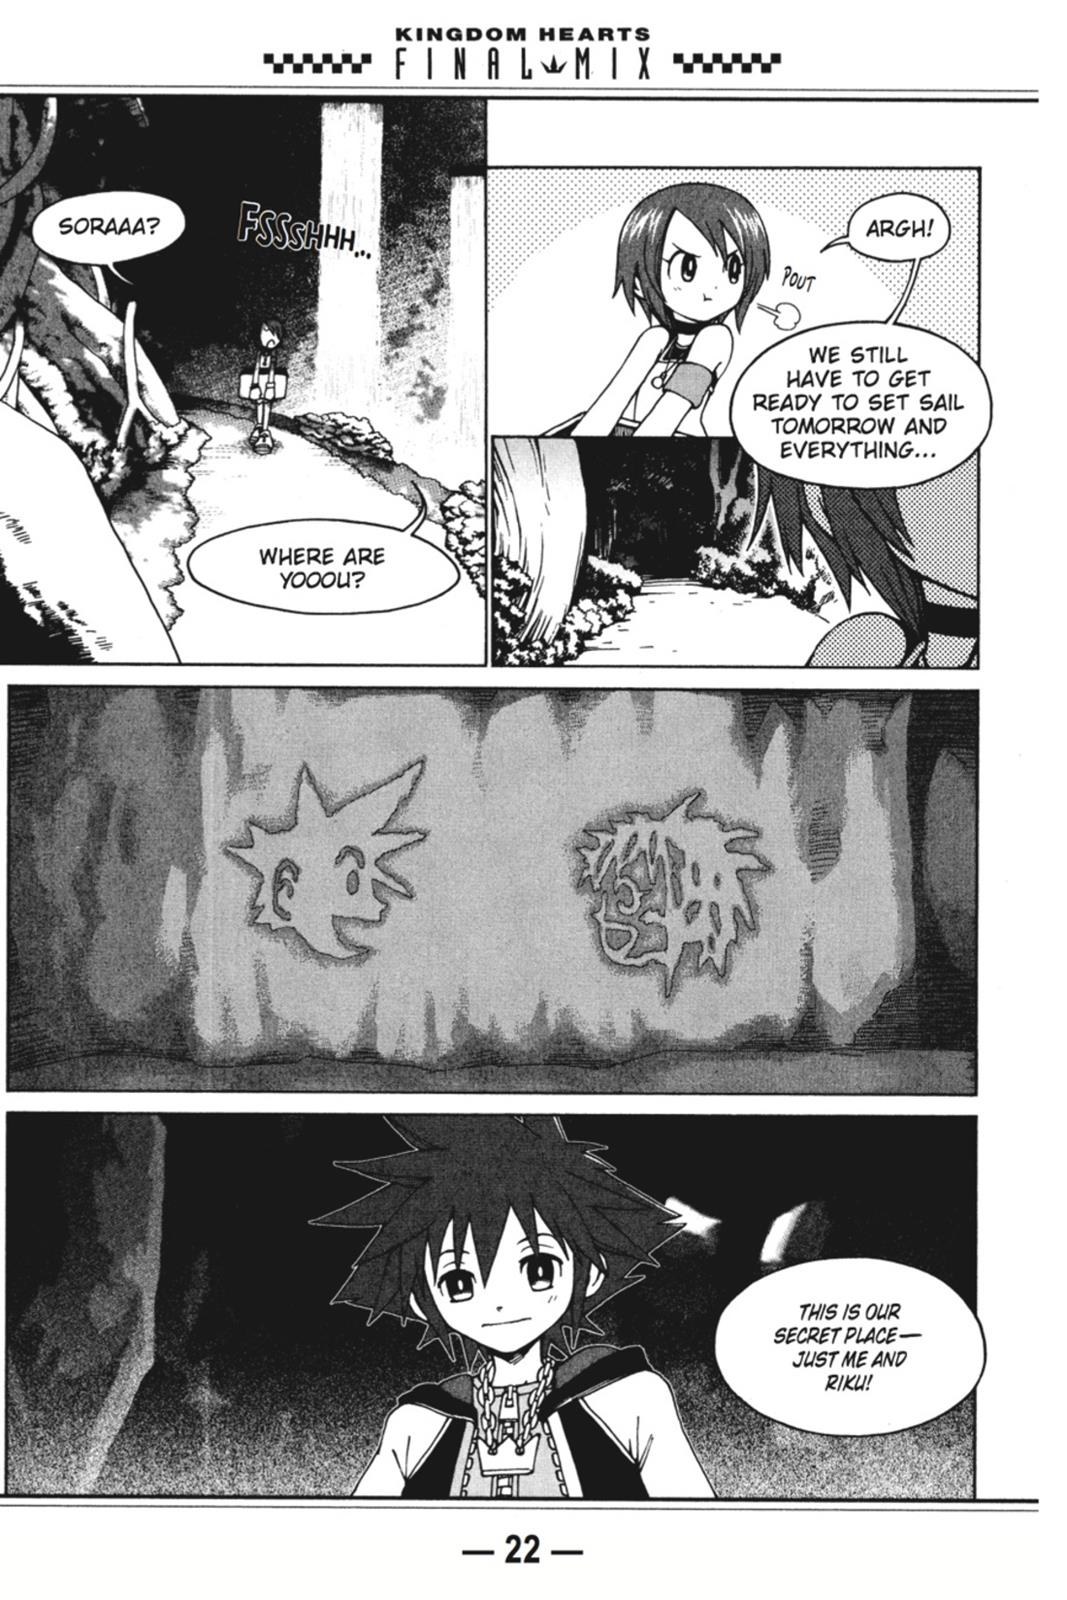 KINGDOM HEARTS
FINAL MIX
SORAAA?
FSSSHHH...
WHERE ARE
YOOOU?
ARGH!
POUT
WE STILL
HAVE TO GET
READY TO SET SAIL
TOMORROW AND
EVERYTHING...
THIS IS OUR
SECRET PLACE—
JUST ME AND
RIKU!
— 22 —